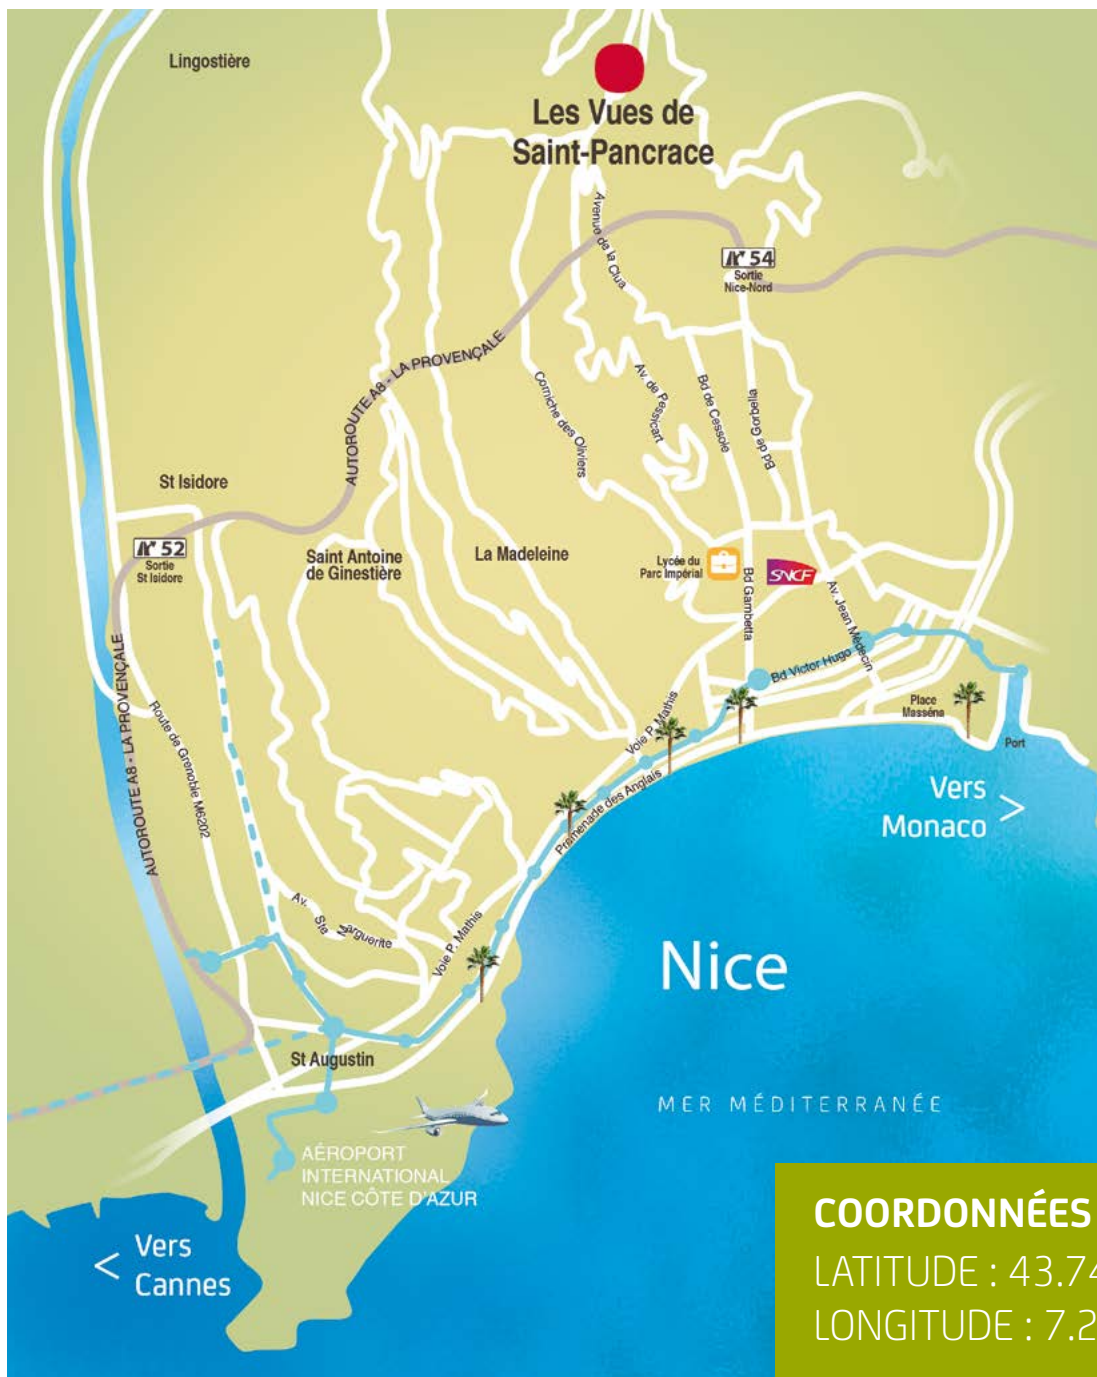 Lingostière
Les Vues de
Saint-Pancrace
Avenue de la Clua
54
Sortie
Nice-Nord
AUTOROUTE A8 - LA PROVENÇALE
Corniche des Oliviers
Av. de Pessicart
Bd de Cessole
Bd de Gorbella
St Isidore
52
Sortie
St Isidore
Saint Antoine
de Ginestière
La Madeleine
Lycée du
Parc Impérial
SNCF
Bd Gambetta
Av. Jean Médecin
Bd Victor Hugo
AUTOROUTE A8 - LA PROVENÇALE
Route de Grenoble M6202
Voie P. Mathis
Place
Masséna
Port
Promenade des Anglais
Vers
Monaco
Av. Ste Marguerite
Voie P. Mathis
Nice
St Augustin
MER MÉDITERRANÉE
AÉROPORT
INTERNATIONAL
NICE CÔTE D'AZUR
Vers
Cannes
COORDONNÉES
LATITUDE : 43.74
LONGITUDE : 7.2